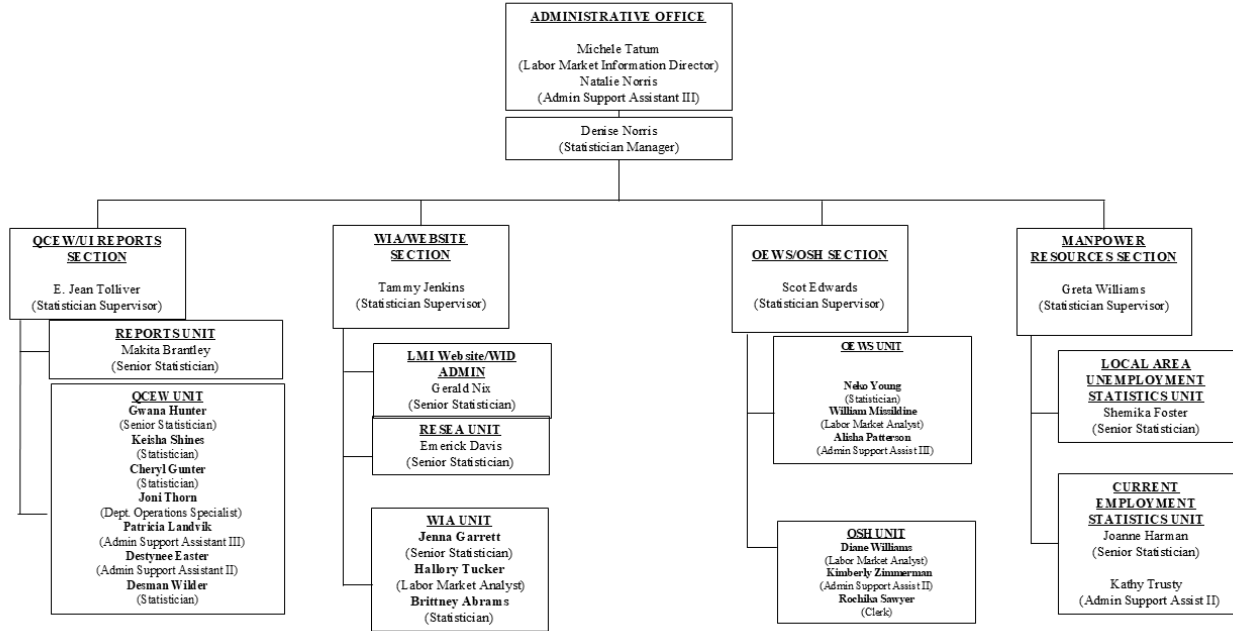 ADMINISTRATIVE OFFICE
Michele Tatum
(Labor Market Information Director)
Natalie Norris
(Admin Support Assistant III)
Denise Norris
(Statistician Manager)
QCEW/UI REPORTS
SECTION
E. Jean Tolliver
(Statistician Supervisor)
REPORTS UNIT
Makita Brantley
(Senior Statistician)
QCEW UNIT
Gwana Hunter
(Senior Statistician)
Keisha Shines
(Statistician)
Cheryl Gunter
(Statistician)
Joni Thorn
(Dept. Operations Specialist)
Patricia Landvik
(Admin Support Assistant III)
Destynee Easter
(Admin Support Assistant II)
Desman Wilder
(Statistician)
WIA/WEBSITE
SECTION
Tammy Jenkins
(Statistician Supervisor)
LMI Website/WID
ADMIN
Gerald Nix
(Senior Statistician)
RESEA UNIT
Emerick Davis
(Senior Statistician)
WIA UNIT
Jenna Garrett
(Senior Statistician)
Hallory Tucker
(Labor Market Analyst)
Brittney Abrams
(Statistician)
OEWS/OSH SECTION
Scot Edwards
(Statistician Supervisor)
OEWS UNIT
Neko Young
(Statistician)
William Missildine
(Labor Market Analyst)
Alisha Patterson
(Admin Support Assist III)
OSH UNIT
Diane Williams
(Labor Market Analyst)
Kimberly Zimmerman
(Admin Support Assist II)
Rochika Sawyer
(Clerk)
MANPOWER
RESOURCES SECTION
Greta Williams
(Statistician Supervisor)
LOCAL AREA
UNEMPLOYMENT
STATISTICS UNIT
Shemika Foster
(Senior Statistician)
CURRENT
EMPLOYMENT
STATISTICS UNIT
Joanne Harman
(Senior Statistician)
Kathy Trusty
(Admin Support Assist II)